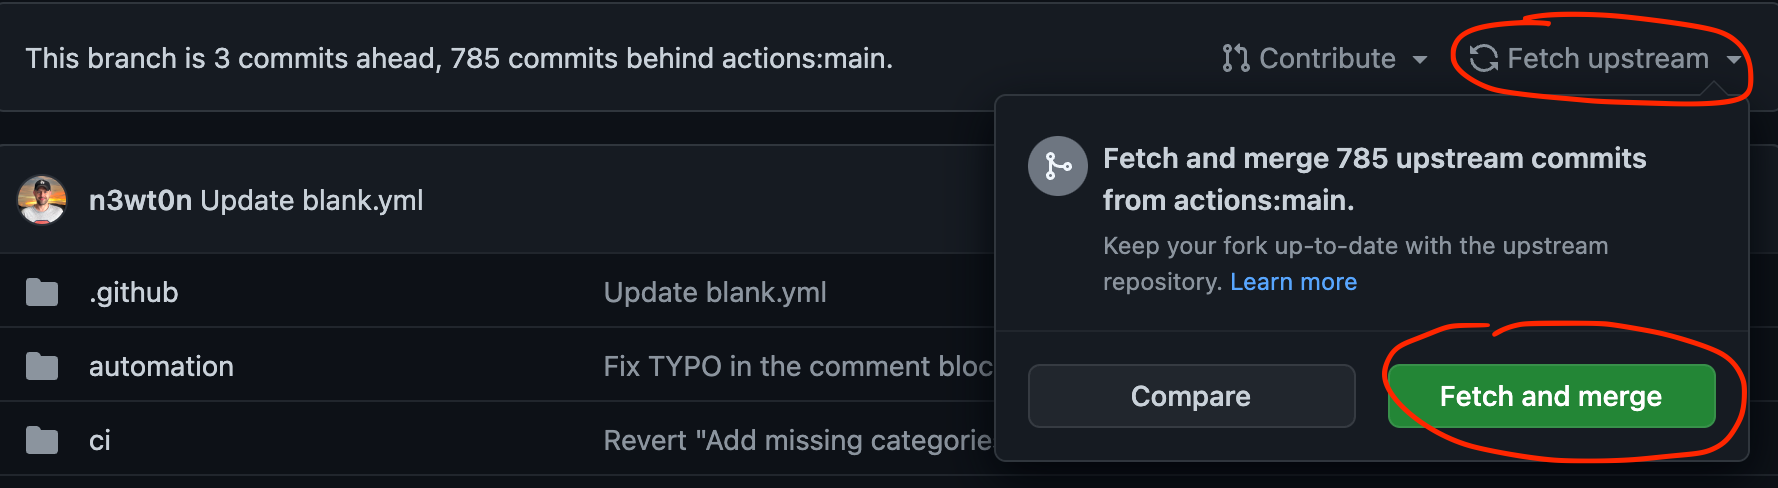 This branch is 3 commits ahead, 785 commits behind actions:main.
Contribute
Fetch upstream
Fetch and merge 785 upstream commits
from actions:main.
Keep your fork up-to-date with the upstream
repository. Learn more
Compare
Fetch and merge
n3wt0n Update blank.yml
.github
Update blank.yml
automation
Fix TYPO in the comment bloc
ci
Revert "Add missing categorie